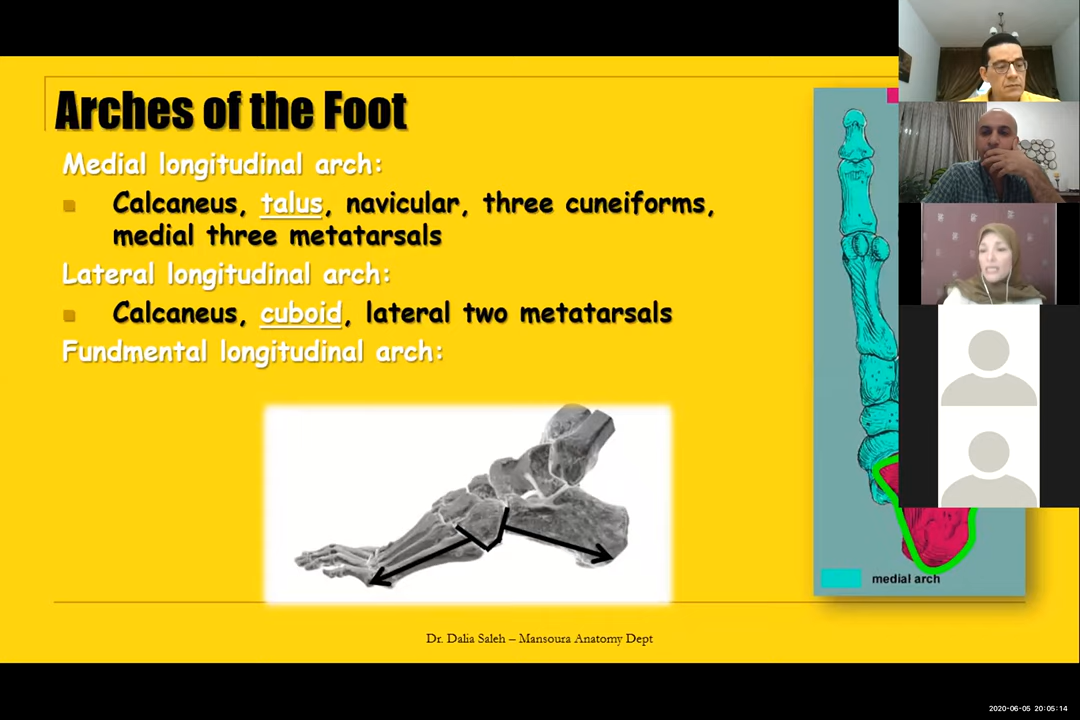 Arches of the Foot
Medial longitudinal arch:
Calcaneus, talus, navicular, three cuneiforms,
medial three metatarsals
Lateral longitudinal arch:
Calcaneus, cuboid, lateral two metatarsals
Fundmental longitudinal arch:
medial arch
Dr. Dalia Saleh – Mansoura Anatomy Dept
2020-06-05 20:05:14